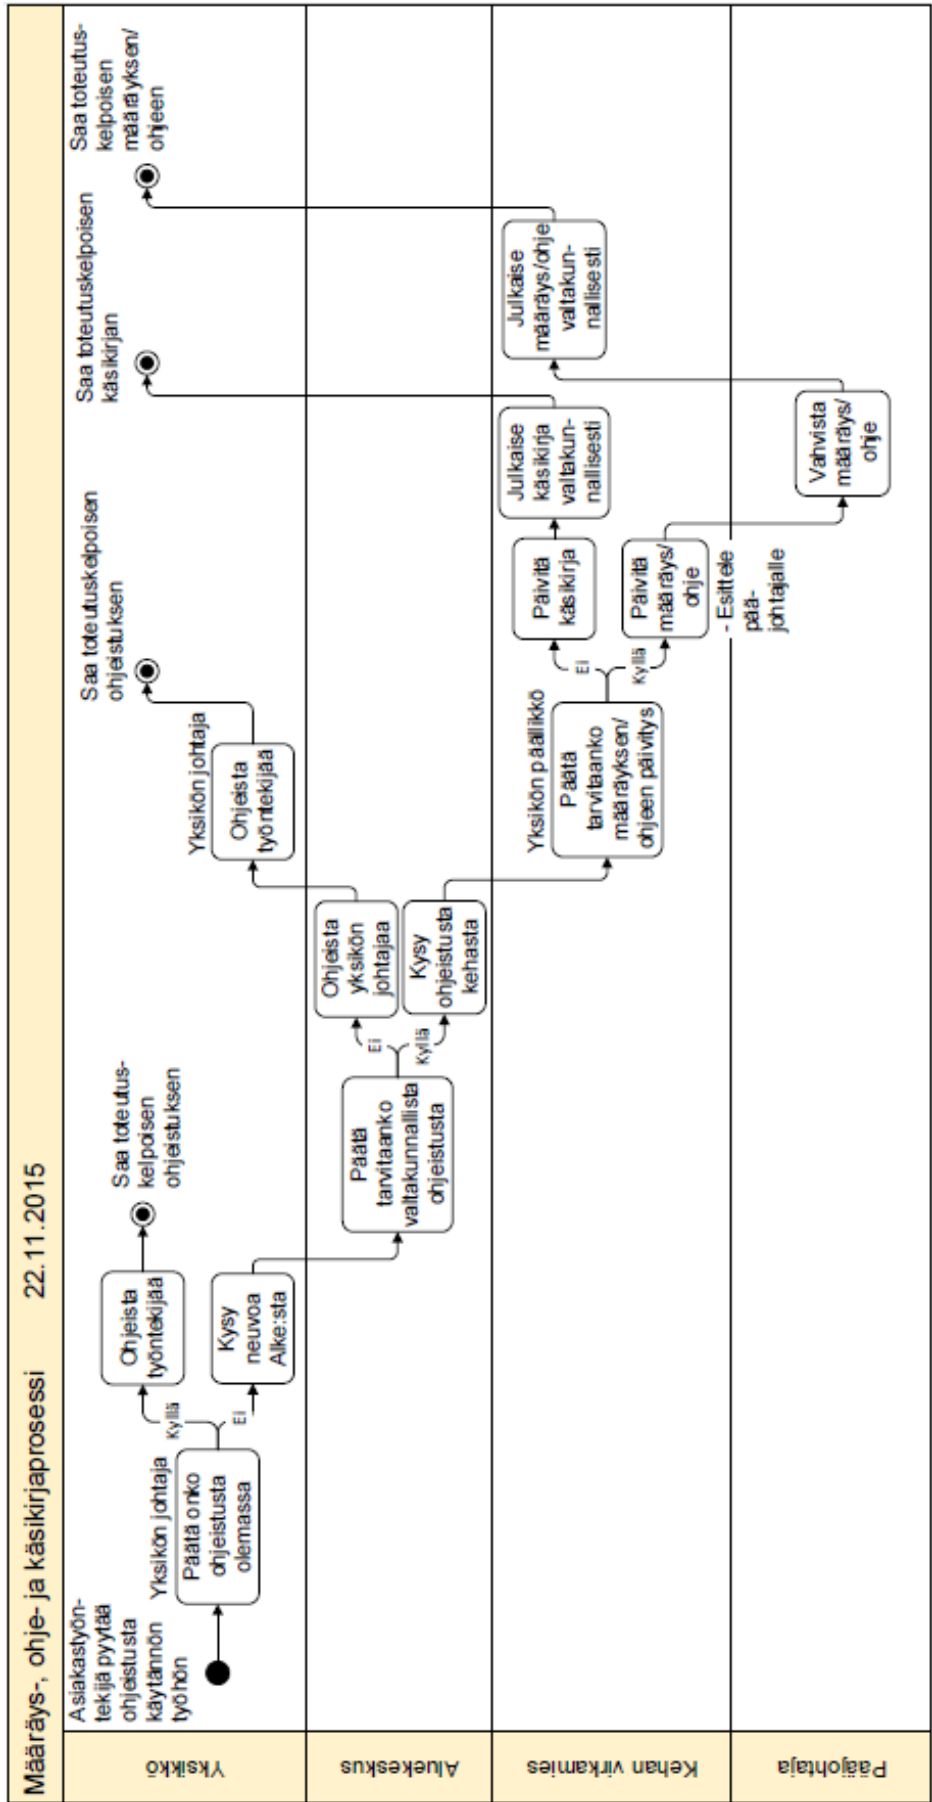 Määräys-, ohje- ja käsikirjaprosessi 22.11.2015
Yksikkö
Asiakastyön-
tekijä pyytää
ohjeistusta
käytännön
työhön
Yksikön johtaja
Päätä onko
ohjeistusta
olemassa
Kyllä
Ei
Ohjeista
työntekijää
Saa toteutus-
kelpoisen
ohjeistuksen
Kysy
neuvoa
Alke:sta
Yksikön johtaja
Ohjeista
työntekijää
Saa toteutuskelpoisen
ohjeistuksen
Saa toteutuskelpoisen
käsikirjan
Saa toteutus-
kelpoisen
määräyksen/
ohjeen
Aluekeskus
Päätä
tarvitaanko
valtakunnallista
ohjeistusta
Ei
Kyllä
Ohjeista
yksikön
johtajaa
Kysy
ohjeistusta
kehasta
Kehan virkamies
Yksikön päällikkö
Päätä
tarvitaanko
määräyksen/
ohjeen päivitys
Ei
Kyllä
Päivitä
käsikirja
Julkaise
käsikirja
valtakun-
nallisesti
Päivitä
määräys/
ohje
- Esittele
pää-
johtajalle
Julkaise
määräys/ohje
valtakun-
nallisesti
Pääjohtaja
Vahvista
määräys/
ohje